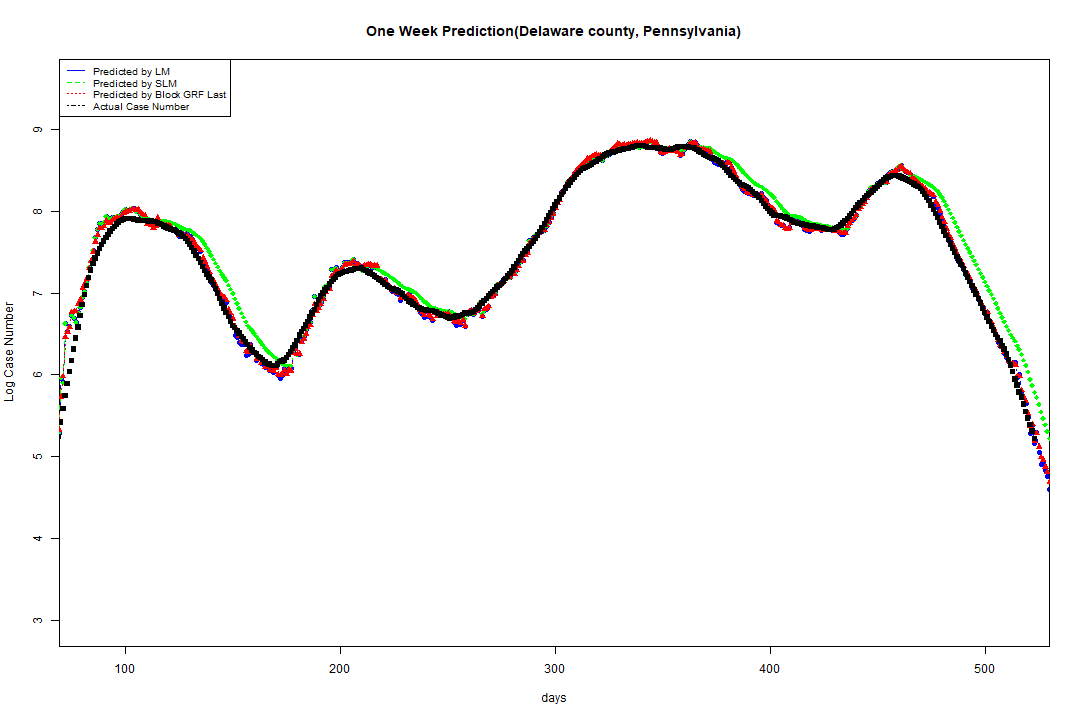 One Week Prediction(Delaware county, Pennsylvania)
Predicted by LM
Predicted by SLM
Predicted by Block GRF Last
Actual Case Number
Log Case Number
9
8
7
6
5
4
3
100 200 300 400 500
days